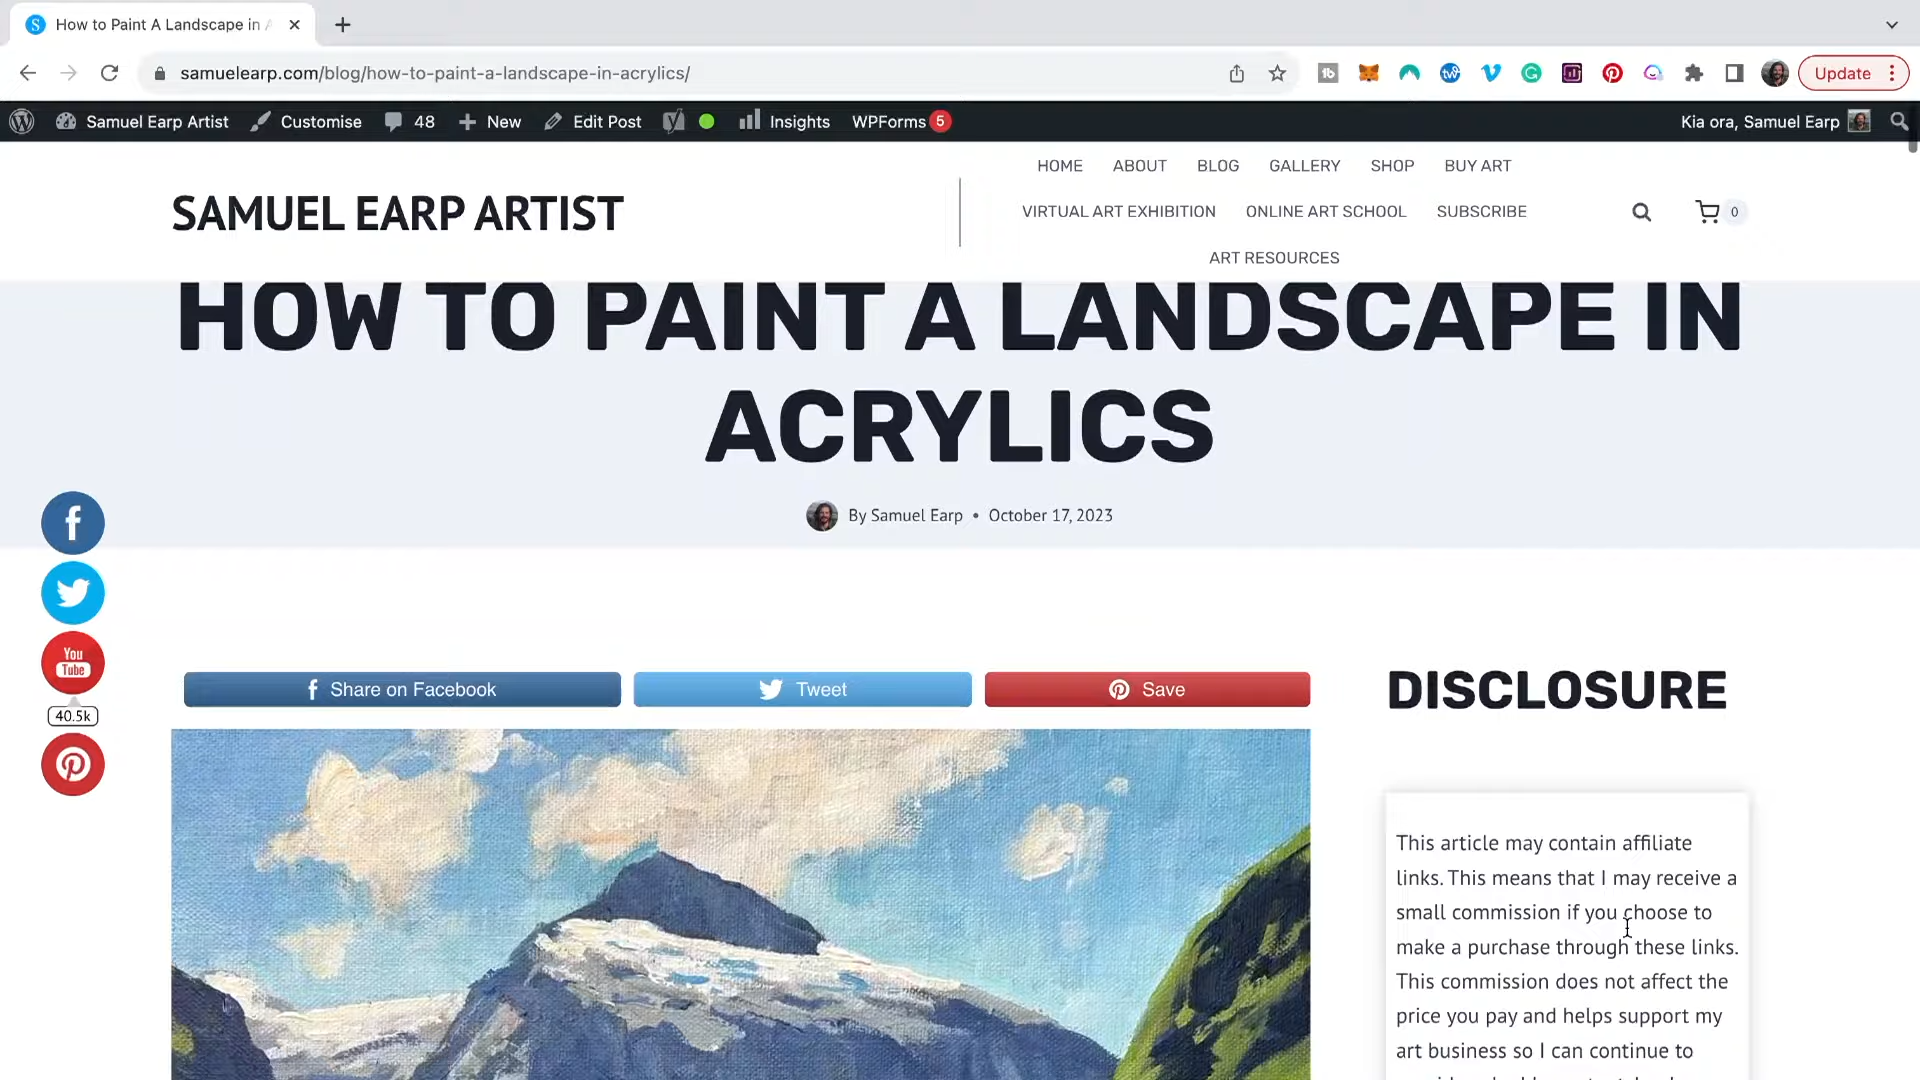 How to Paint A Landscape in
samuelearp.com/blog/how-to-paint-a-landscape-in-acrylics/
Update
Samuel Earp Artist
Customise
48
New
Edit Post
Insights
WPForms 5
Kia ora, Samuel Earp
SAMUEL EARP ARTIST
HOME ABOUT BLOG GALLERY SHOP BUY ART
VIRTUAL ART EXHIBITION ONLINE ART SCHOOL SUBSCRIBE
ART RESOURCES
0
HOW TO PAINT A LANDSCAPE IN
ACRYLICS
By Samuel Earp • October 17, 2023
You
Tube
40.5k
Share on Facebook
Tweet
Save
DISCLOSURE
This article may contain affiliate
links. This means that I may receive a
small commission if you choose to
make a purchase through these links.
This commission does not affect the
price you pay and helps support my
art business so I can continue to